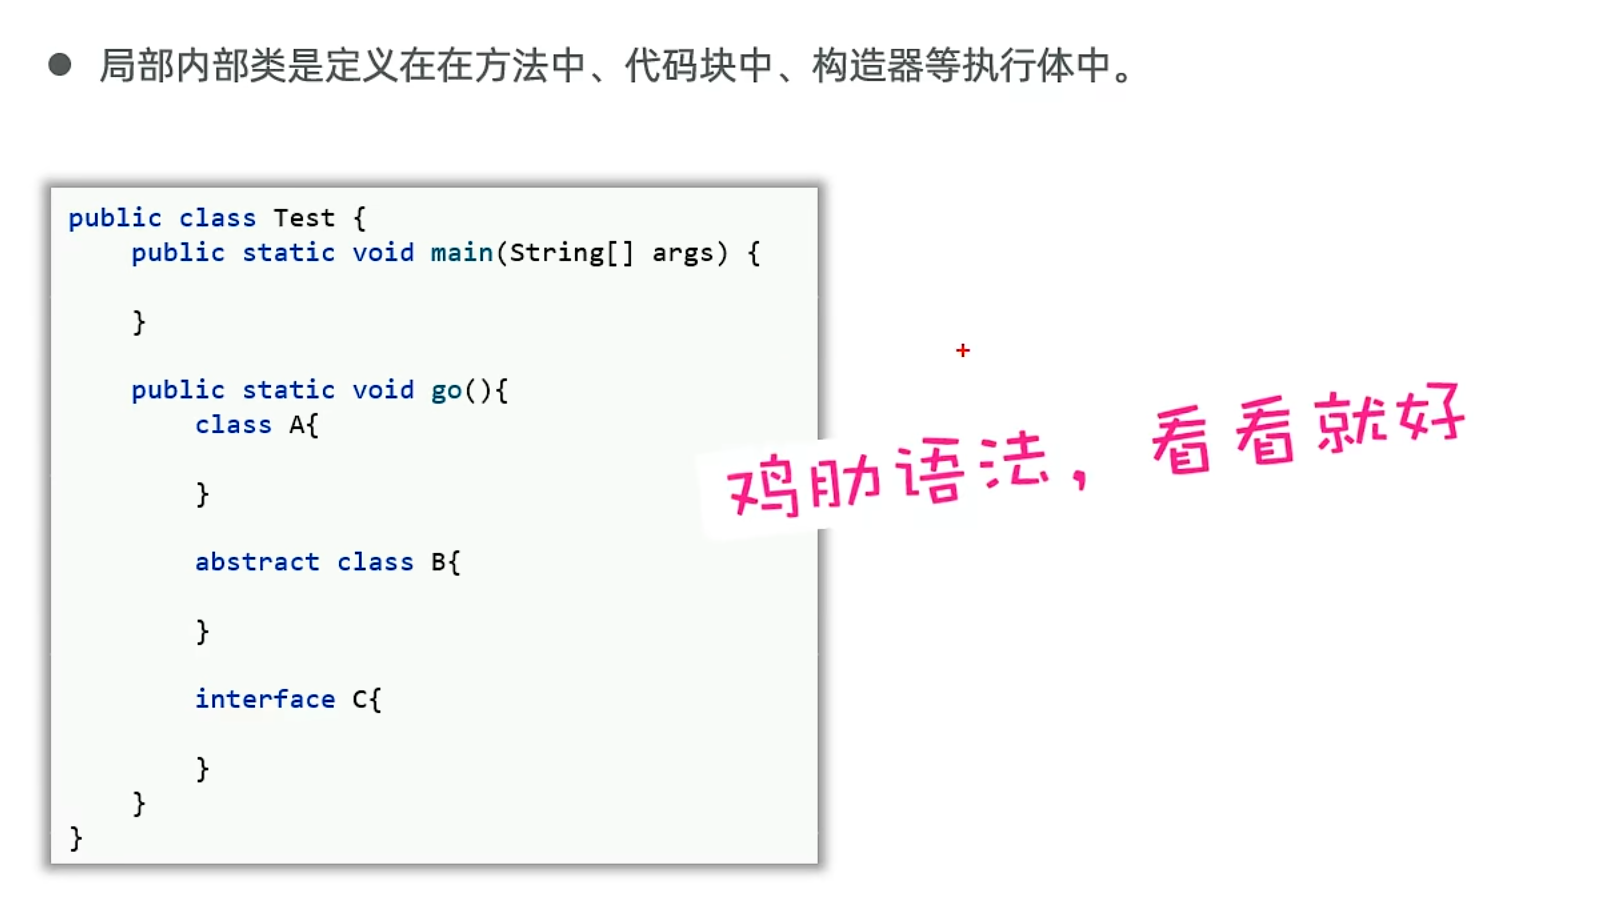 ● 局部内部类是定义在在方法中、代码块中、构造器等执行体中。
public class Test {
    public static void main(String[] args) {
    }
    public static void go(){
        class A{
        }
        abstract class B{
        }
        interface C{
        }
    }
}
鸡肋语法，看看就好